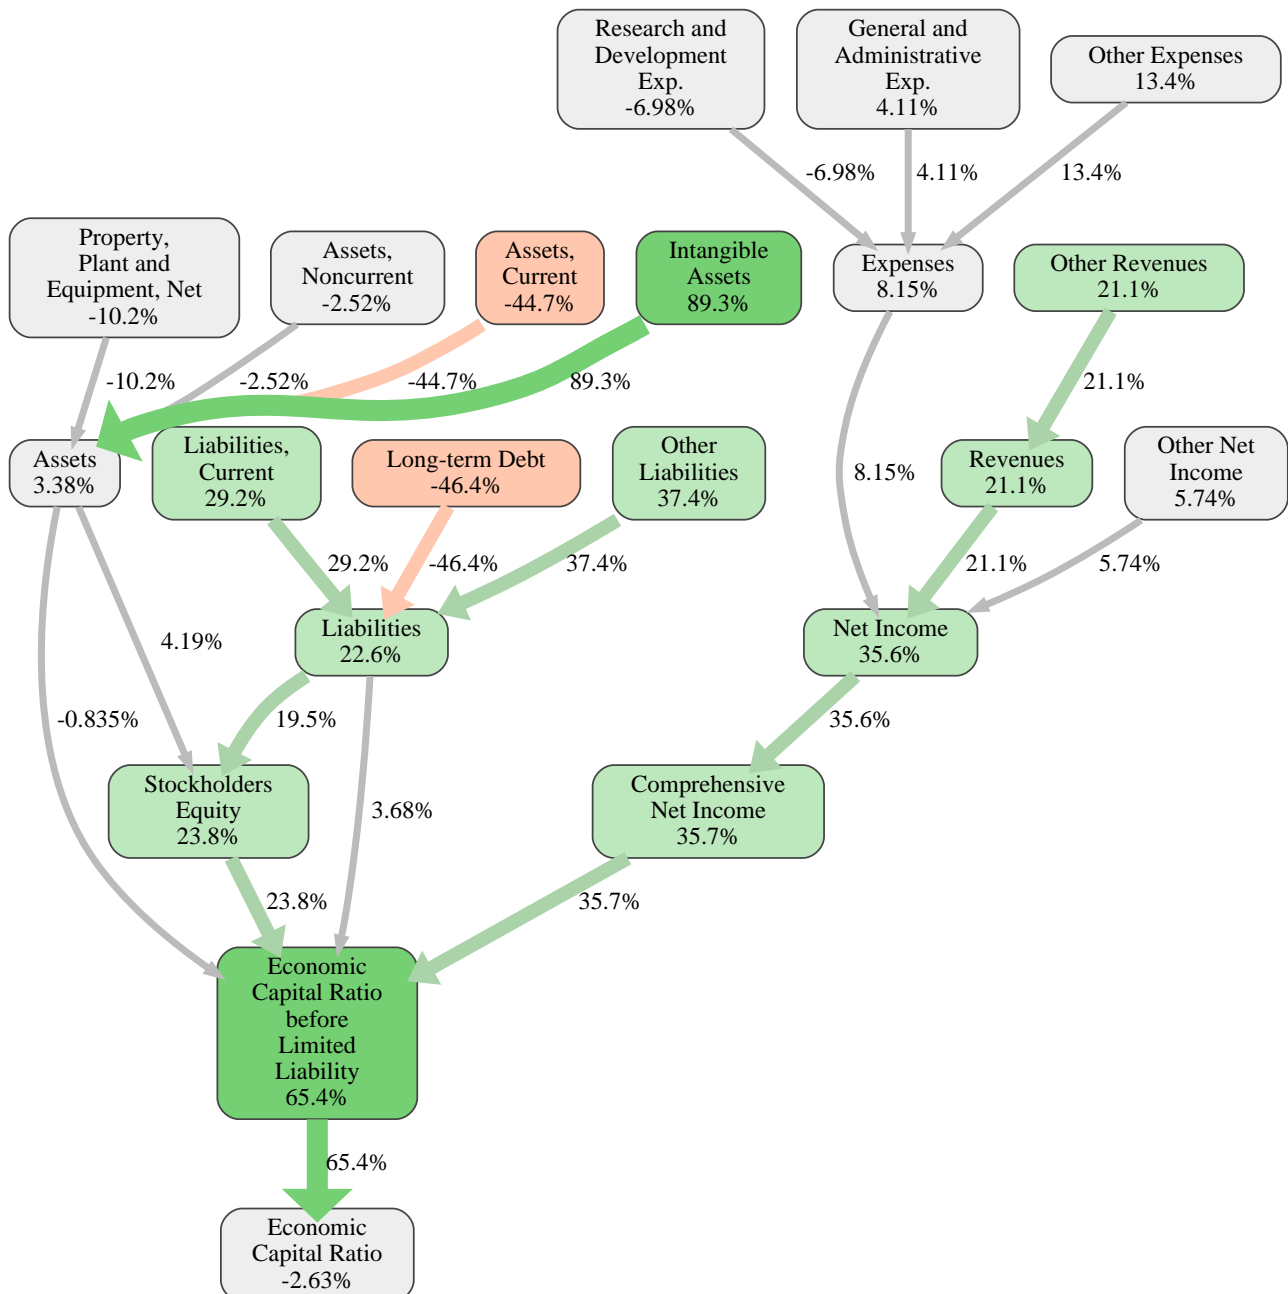 Research and
Development
Exp.
-6.98%
General and
Administrative
Exp.
4.11%
Other Expenses
13.4%
-6.98%
4.11%
13.4%
Property,
Plant and
Equipment, Net
-10.2%
Assets,
Noncurrent
-2.52%
Assets,
Current
-44.7%
Intangible
Assets
89.3%
Expenses
8.15%
Other Revenues
21.1%
-10.2%
-2.52%
-44.7%
89.3%
21.1%
Assets
3.38%
Liabilities,
Current
29.2%
Long-term Debt
-46.4%
Other
Liabilities
37.4%
8.15%
Revenues
21.1%
Other Net
Income
5.74%
29.2%
-46.4%
37.4%
21.1%
5.74%
4.19%
Liabilities
22.6%
Net Income
35.6%
-0.835%
19.5%
35.6%
Stockholders
Equity
23.8%
3.68%
Comprehensive
Net Income
35.7%
23.8%
35.7%
Economic
Capital Ratio
before
Limited
Liability
65.4%
65.4%
Economic
Capital Ratio
-2.63%